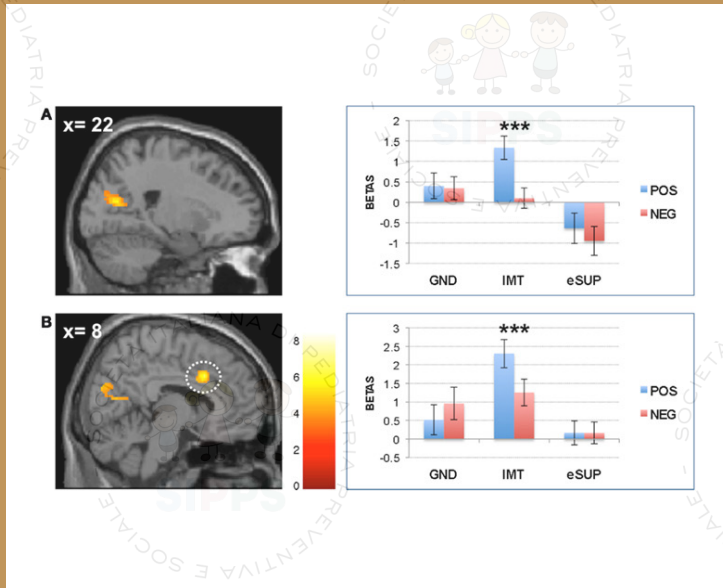 A
x= 22
2
1.5
1
0.5
0
-0.5
-1
-1.5
BETAS
***
GND
IMT
eSUP
POS
NEG
B
x= 8
8
6
4
2
0
3
2.5
2
1.5
1
0.5
0
-0.5
BETAS
***
GND
IMT
eSUP
POS
NEG
SIPPS
SIPPS